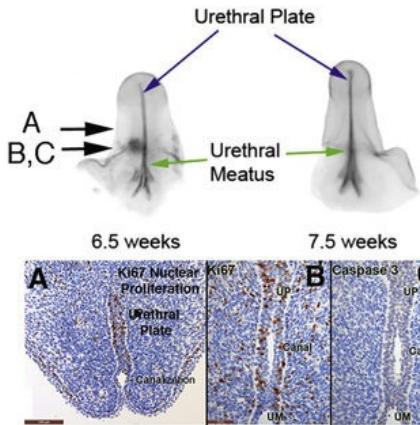 Urethral Plate
A
B,C
Urethral
Meatus
6.5 weeks
7.5 weeks
A
Ki67 Nuclear
Proliferation
Urethral
Plate
Canalization
Ki67
B
UP
Canal
UM
Caspase 3
UP
Ca
UM